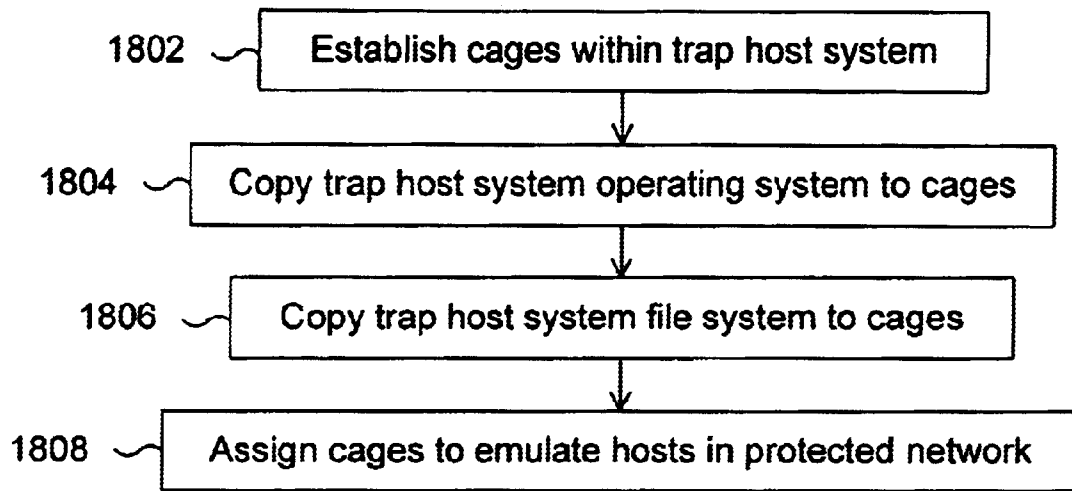 1802 Establish cages within trap host system
1804 Copy trap host system operating system to cages
1806 Copy trap host system file system to cages
1808 Assign cages to emulate hosts in protected network